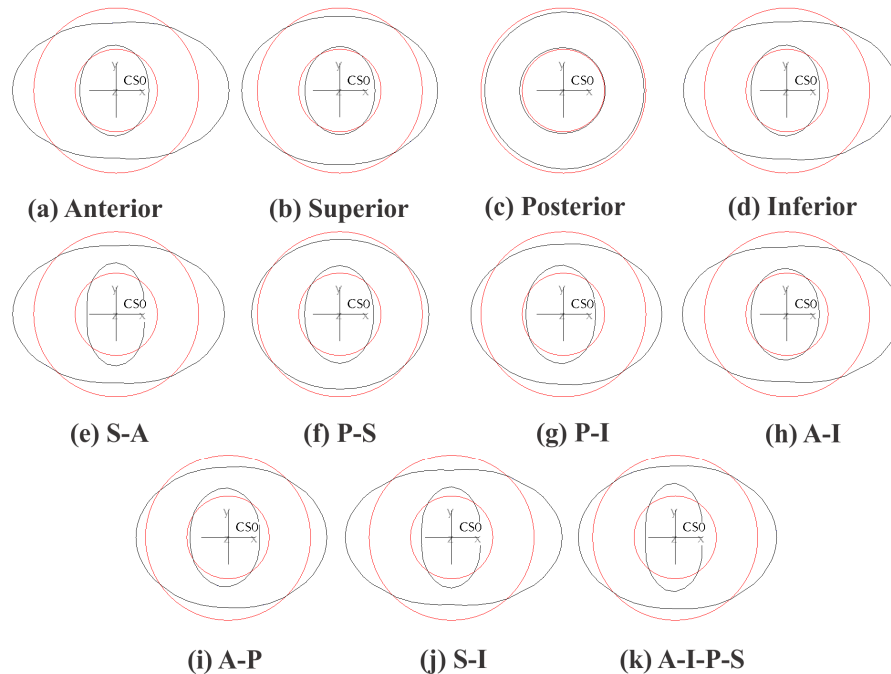 Y CS0 Z X
Y CS0 Z X
Y CS0 Z X
Y CS0 Z X
(a) Anterior
(b) Superior
(c) Posterior
(d) Inferior
Y CS0 Z X
Y CS0 Z X
Y CS0 Z X
Y CS0 Z X
(e) S-A
(f) P-S
(g) P-I
(h) A-I
Y CS0 Z X
Y CS0 Z X
Y CS0 Z X
(i) A-P
(j) S-I
(k) A-I-P-S